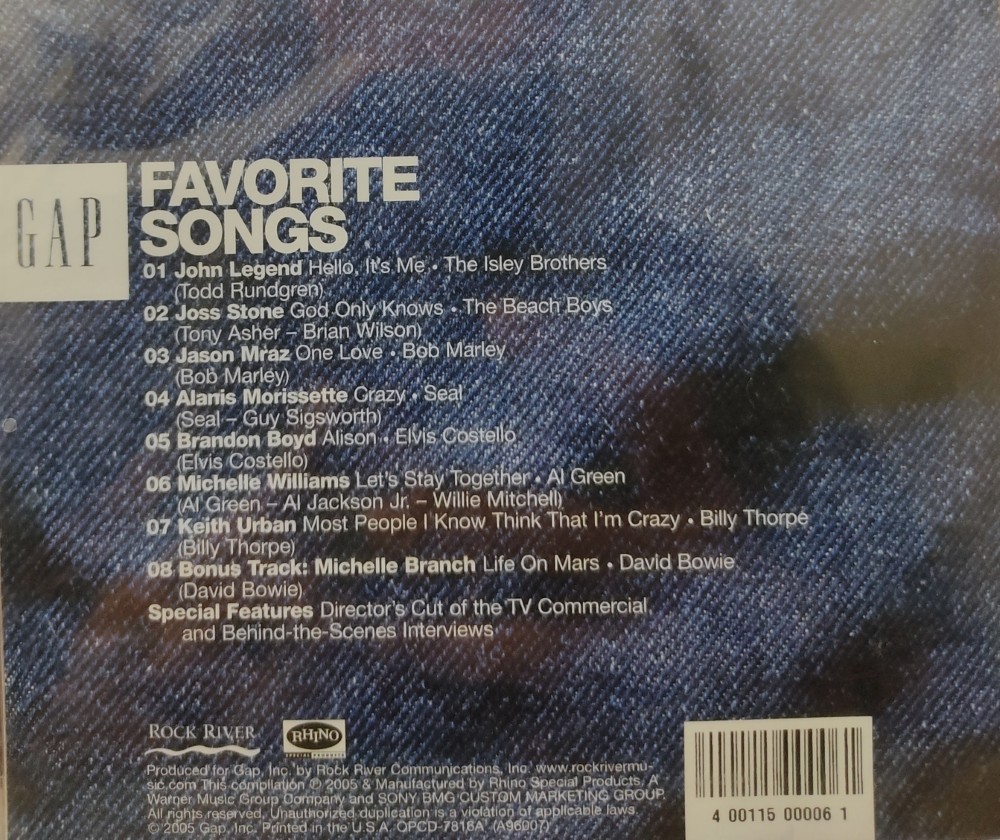 GAP
FAVORITE
SONGS
01 John Legend Hello, It's Me • The Isley Brothers
(Todd Rundgren)
02 Joss Stone God Only Knows • The Beach Boys
(Tony Asher – Brian Wilson)
03 Jason Mraz One Love • Bob Marley
(Bob Marley)
04 Alanis Morissette Crazy • Seal
(Seal – Guy Sigsworth)
05 Brandon Boyd Alison • Elvis Costello
(Elvis Costello)
06 Michelle Williams Let's Stay Together • Al Green
(Al Green – Al Jackson Jr. – Willie Mitchell)
07 Keith Urban Most People I Know Think That I'm Crazy • Billy Thorpe
(Billy Thorpe)
08 Bonus Track: Michelle Branch Life On Mars • David Bowie
(David Bowie)
Special Features Director's Cut of the TV Commercial
and Behind-the-Scenes Interviews
ROCK RIVER
RHINO
Produced for Gap, Inc. by Rock River Communications, Inc. www.rockrivermu-
sic.com This compilation ℗ 2005 & Manufactured by Rhino Special Products. A
Warner Music Group Company and SONY BMG CUSTOM MARKETING GROUP.
All rights reserved. Unauthorized duplication is a violation of applicable laws.
© 2005 Gap, Inc. Printed in the U.S.A. OPCD-7818A (A96007)
4 00115 00006 1